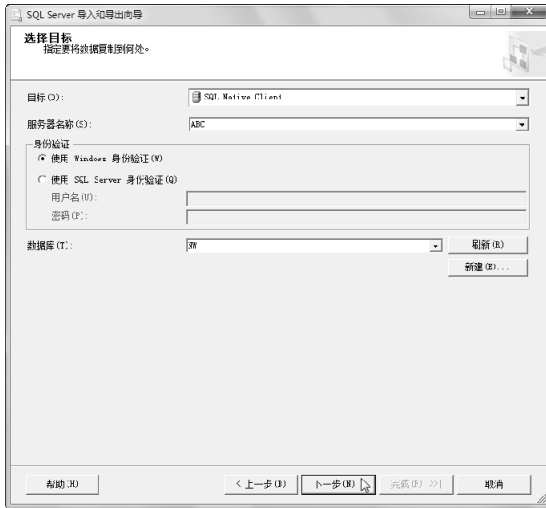 SQL Server 导入和导出向导
选择目标
指定要将数据复制到何处。
目标(D):
SQL Native Client
服务器名称(S):
ABC
身份验证
使用 Windows 身份验证(W)
使用 SQL Server 身份验证(Q)
用户名(U):
密码(P):
数据库(T):
刷新(R)
新建(E)...
帮助(H)
< 上一步(B)
下一步(N)
完成(F) >>|
取消